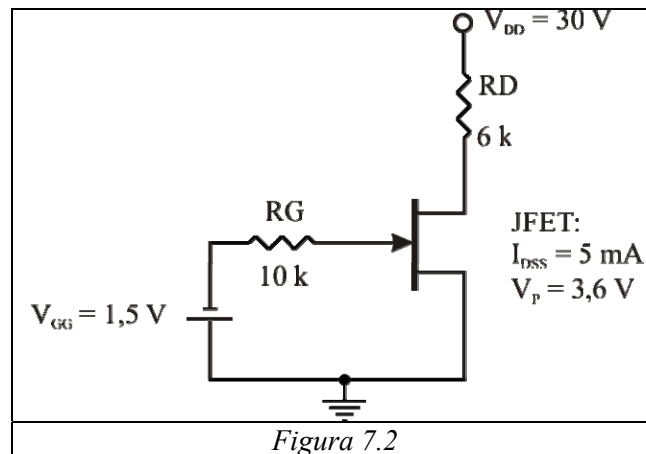 V_DD = 30 V
RD
6 k
RG
10 k
JFET:
I_DSS = 5 mA
V_P = 3,6 V
V_GG = 1,5 V
Figura 7.2